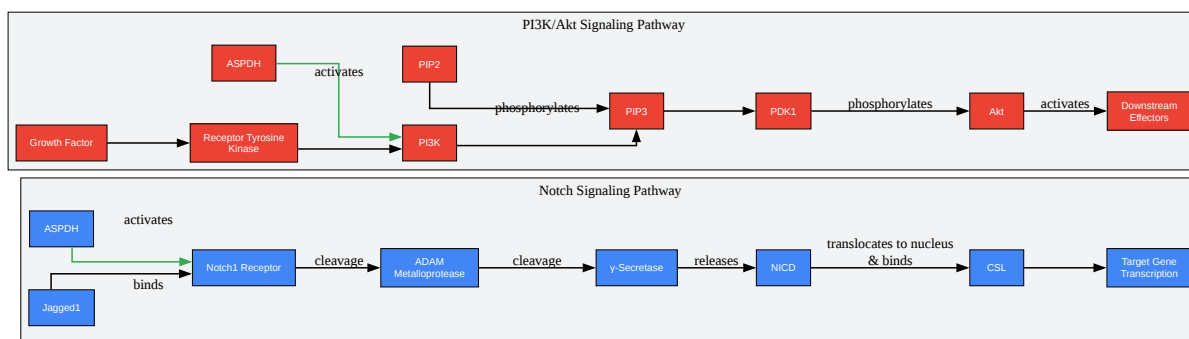 PI3K/Akt Signaling Pathway
ASPDH
activates
PIP2
phosphorylates
PIP3
PDK1
phosphorylates
Akt
activates
Downstream
Effectors
Growth Factor
Receptor Tyrosine
Kinase
PI3K
Notch Signaling Pathway
ASPDH
activates
Notch1 Receptor
cleavage
ADAM
Metalloprotease
cleavage
γ-Secretase
releases
NICD
translocates to nucleus
& binds
CSL
Target Gene
Transcription
binds
Jagged1